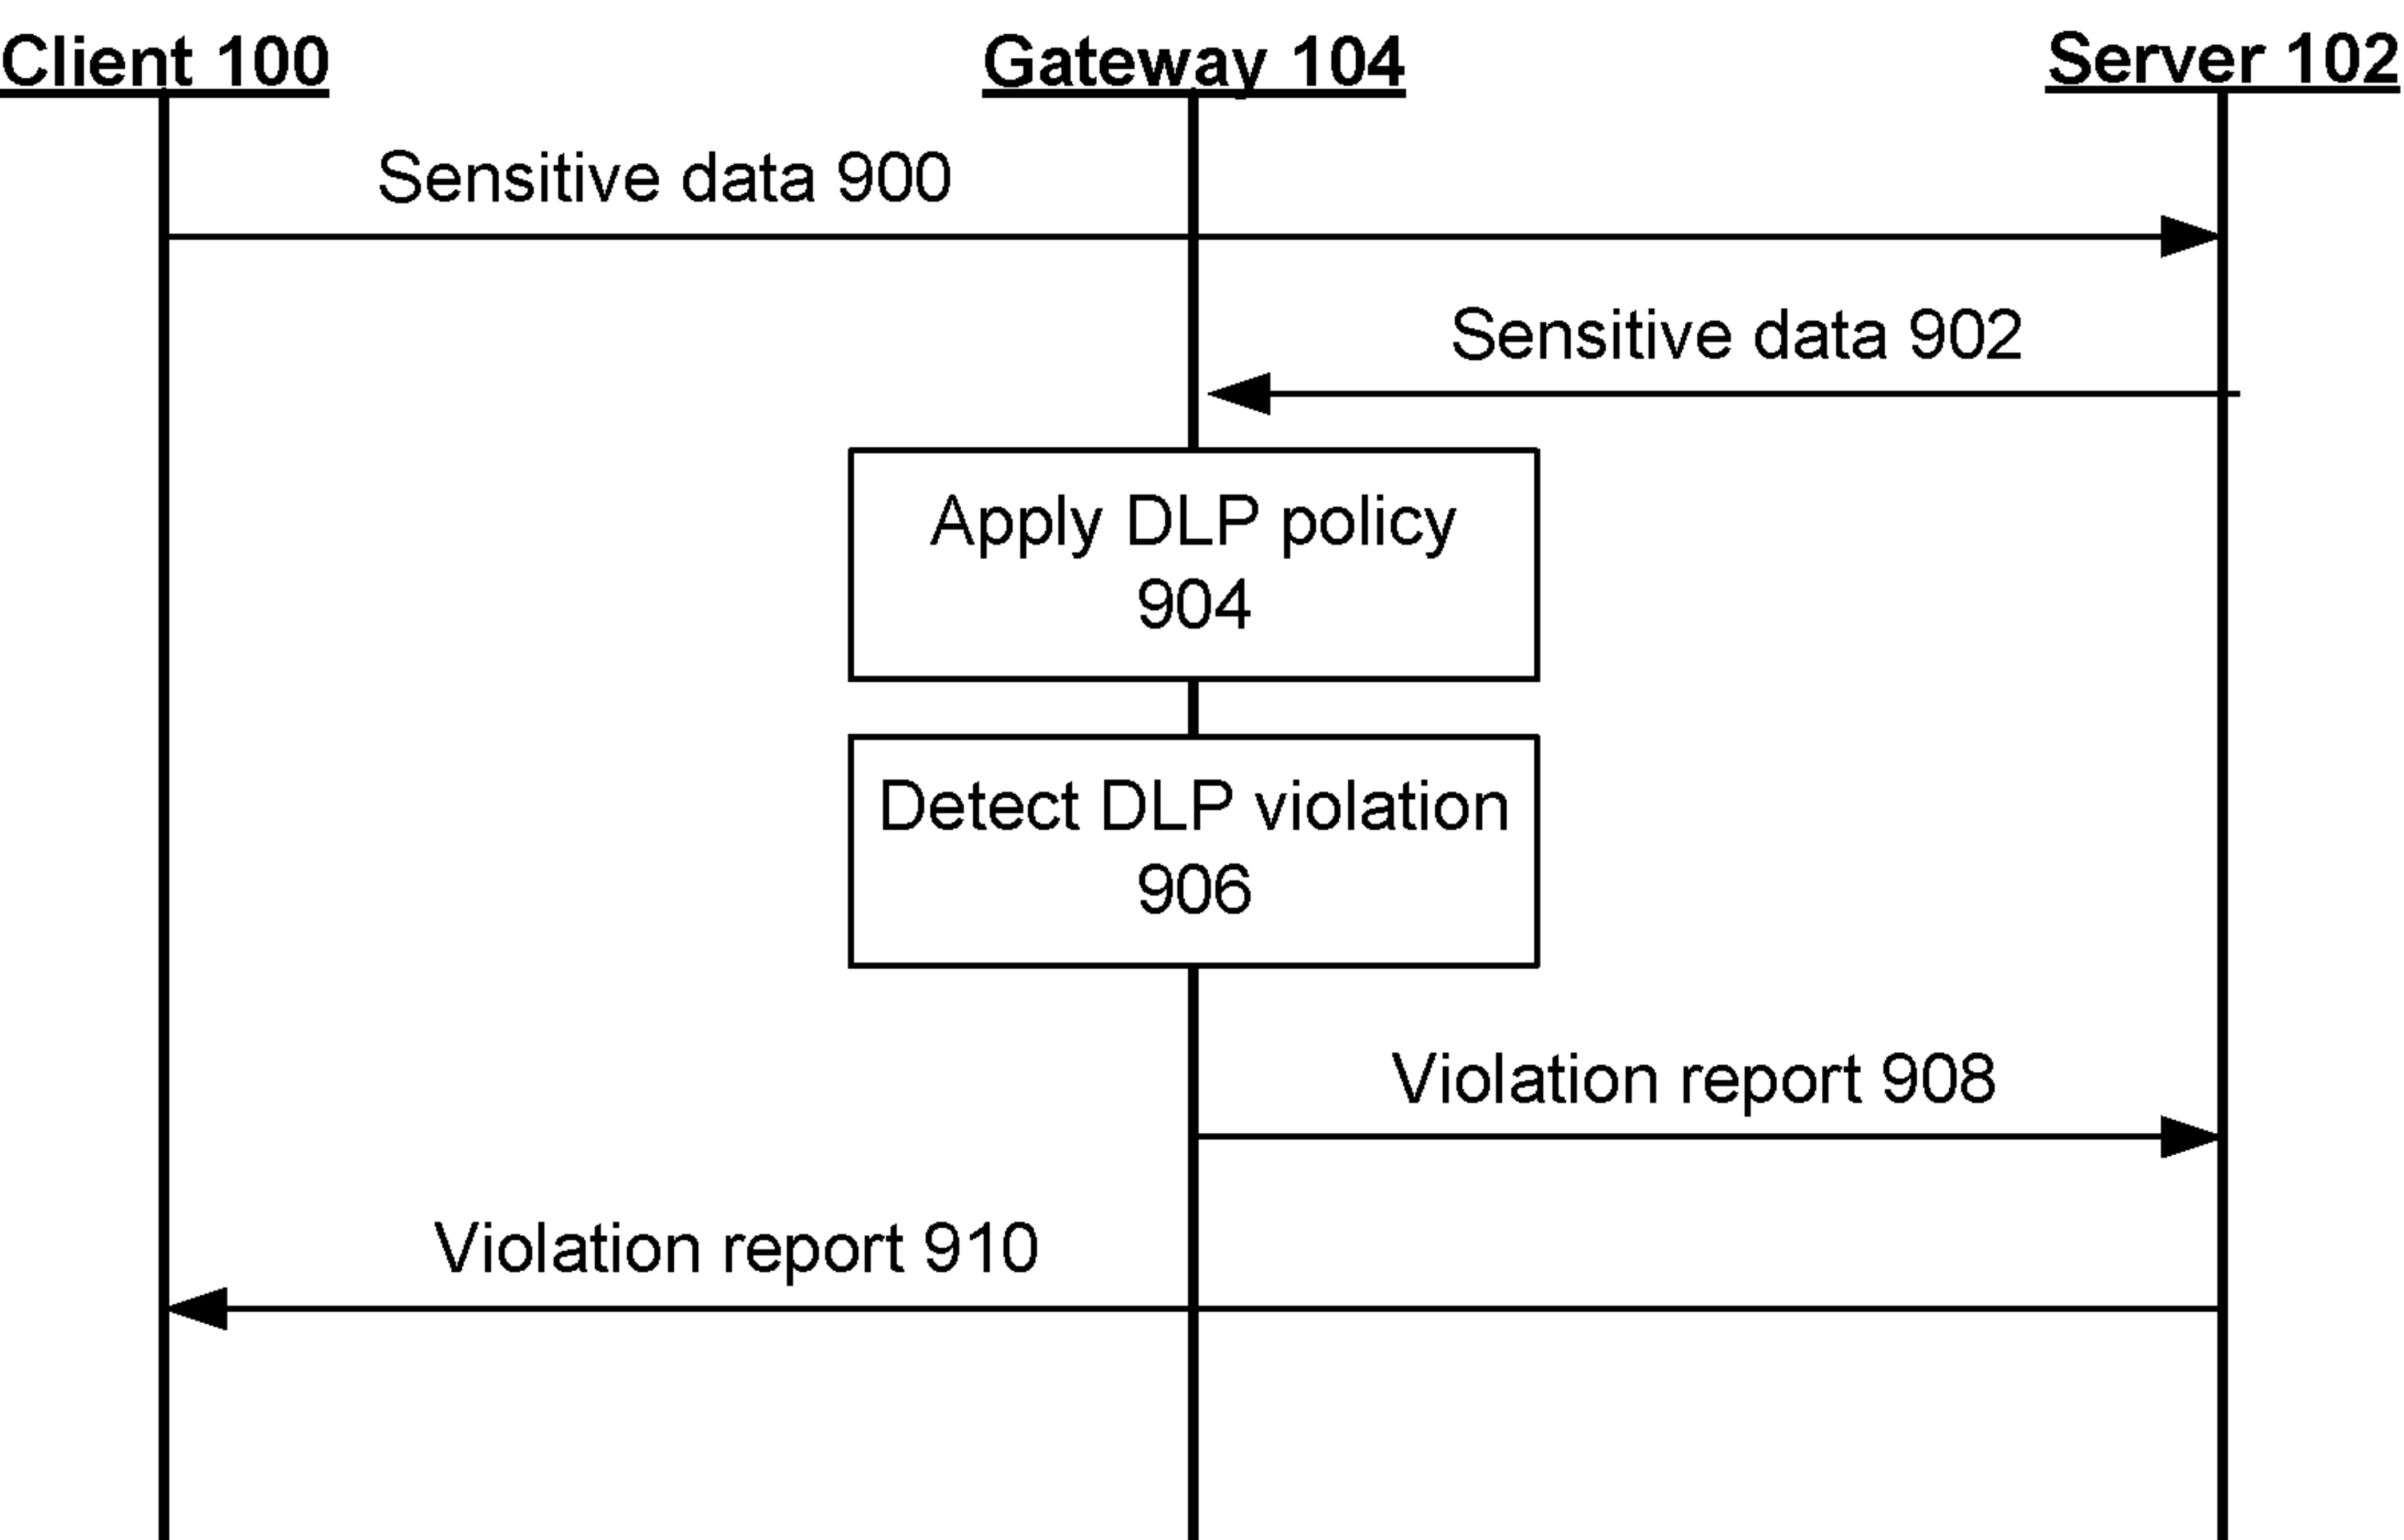 Client 100
Gateway 104
Server 102
Sensitive data 900
Sensitive data 902
Apply DLP policy
904
Detect DLP violation
906
Violation report 908
Violation report 910